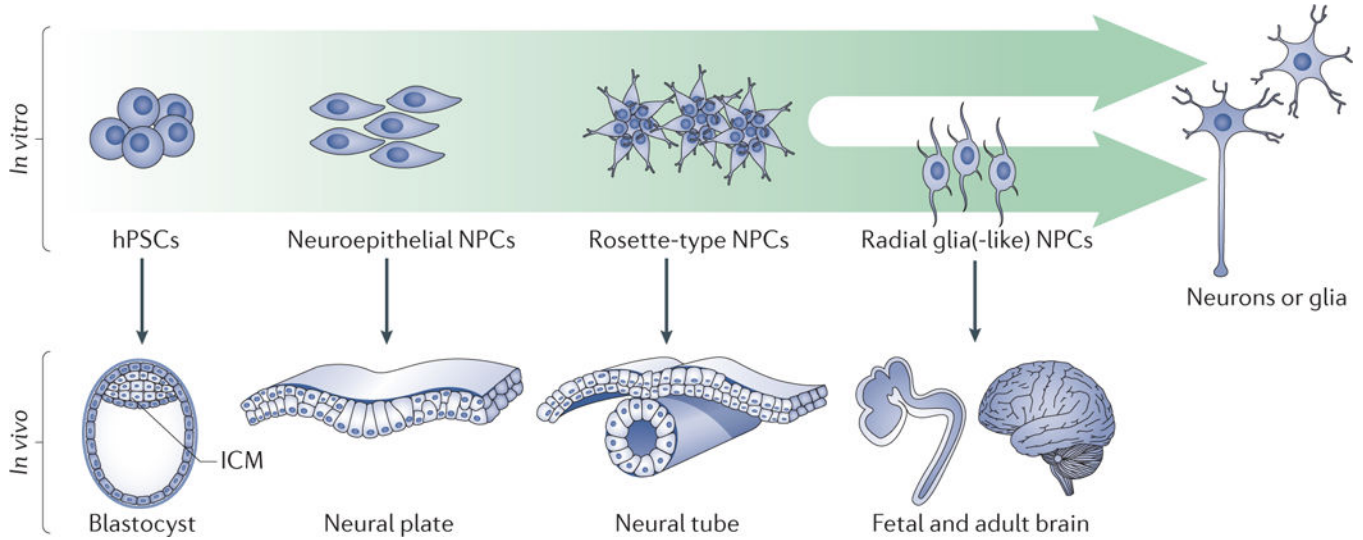 In vitro
hPSCs
Neuroepithelial NPCs
Rosette-type NPCs
Radial glia(-like) NPCs
Neurons or glia
In vivo
ICM
Blastocyst
Neural plate
Neural tube
Fetal and adult brain